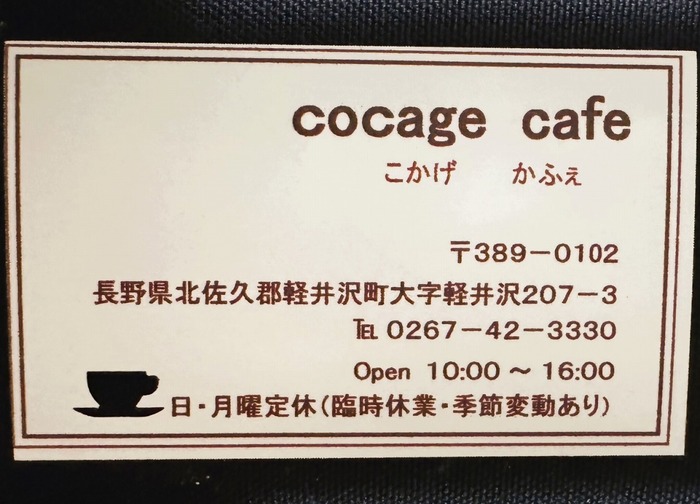 cocage cafe
こかげ かふぇ
〒389－0102
長野県北佐久郡軽井沢町大字軽井沢207－3
℡ 0267－42－3330
Open 10:00 ～ 16:00
日・月曜定休（臨時休業・季節変動あり）